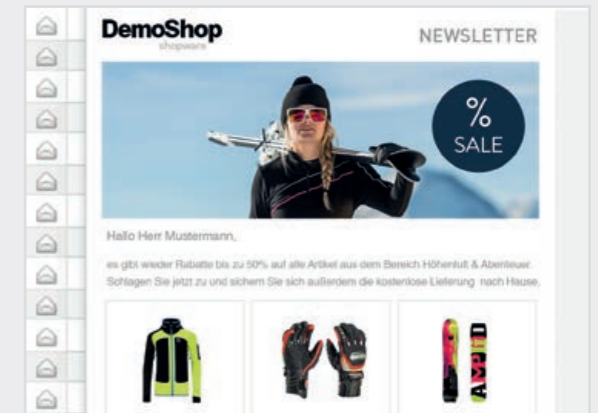 DemoShop
shopware
NEWSLETTER
%
SALE
Hallo Herr Mustermann,
es gibt wieder Rabatte bis zu 50% auf alle Artikel aus dem Bereich Höhenluft & Abenteuer.
Schlagen Sie jetzt zu und sichern Sie sich außerdem die kostenlose Lieferung nach Hause.
AMPLID